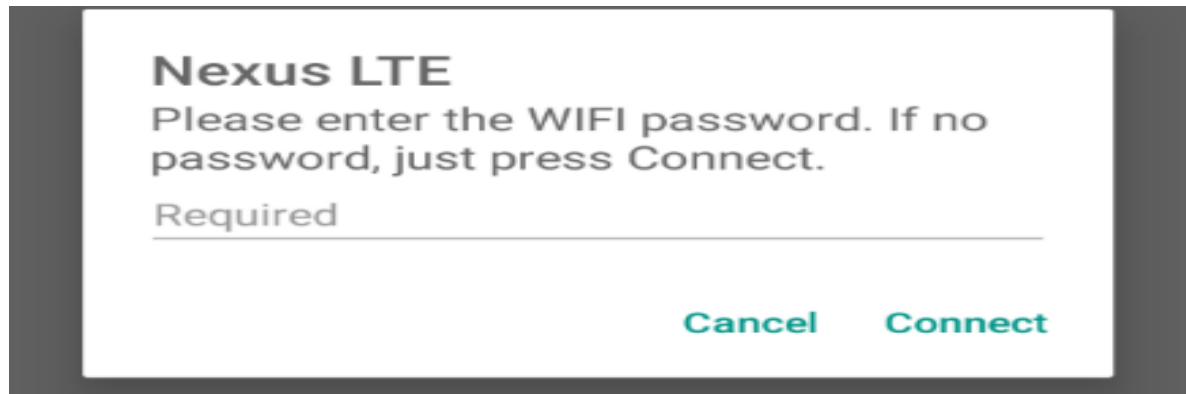 Nexus LTE
Please enter the WIFI password. If no
password, just press Connect.
Required
Cancel Connect